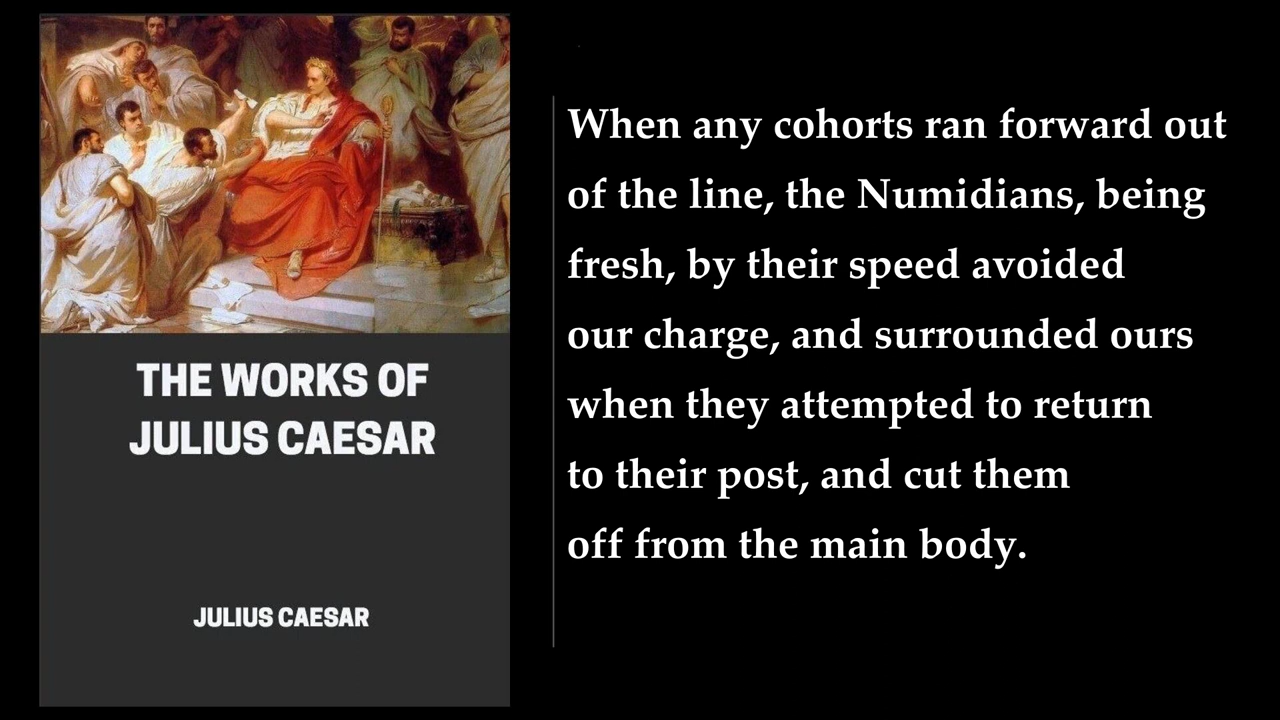 THE WORKS OF
JULIUS CAESAR
JULIUS CAESAR
When any cohorts ran forward out
of the line, the Numidians, being
fresh, by their speed avoided
our charge, and surrounded ours
when they attempted to return
to their post, and cut them
off from the main body.